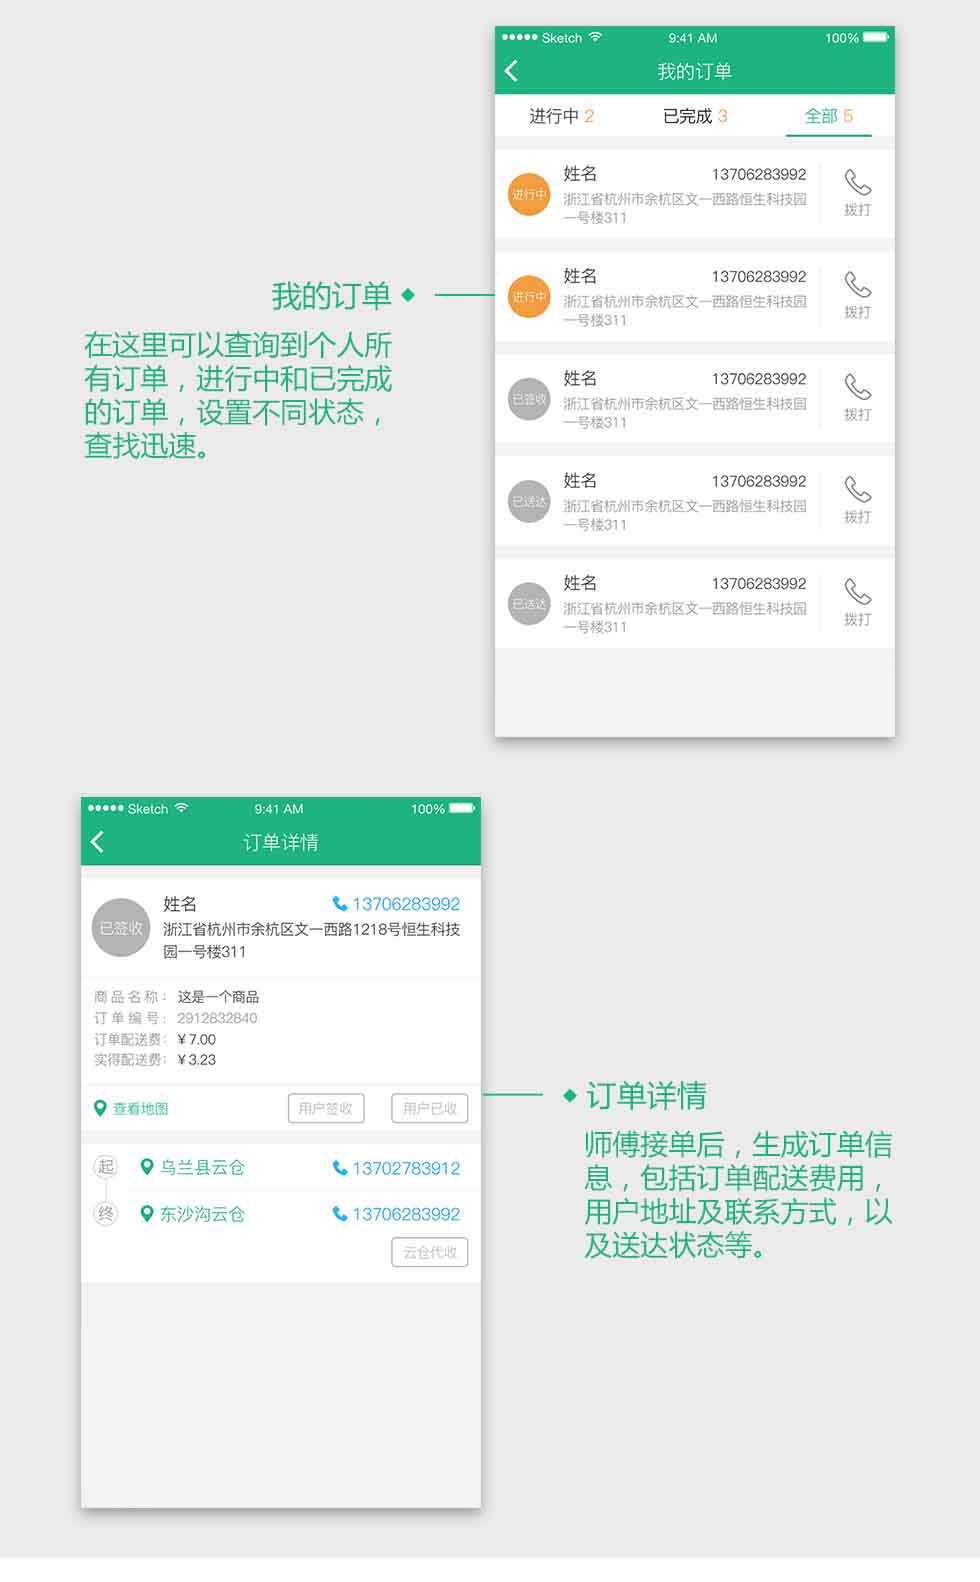 Sketch 9:41 AM 100%
我的订单
进行中 2 已完成 3 全部 5
进行中 姓名 13706283992
浙江省杭州市余杭区文一西路恒生科技园
一号楼311
拨打
进行中 姓名 13706283992
浙江省杭州市余杭区文一西路恒生科技园
一号楼311
拨打
已签收 姓名 13706283992
浙江省杭州市余杭区文一西路恒生科技园
一号楼311
拨打
已送达 姓名 13706283992
浙江省杭州市余杭区文一西路恒生科技园
一号楼311
拨打
已送达 姓名 13706283992
浙江省杭州市余杭区文一西路恒生科技园
一号楼311
拨打
我的订单
在这里可以查询到个人所
有订单，进行中和已完成
的订单，设置不同状态，
查找迅速。
Sketch 9:41 AM 100%
订单详情
已签收 姓名 13706283992
浙江省杭州市余杭区文一西路1218号恒生科技
园一号楼311
商品名称： 这是一个商品
订单编号： 2912832840
订单配送费： ¥7.00
实得配送费： ¥3.23
查看地图 用户签收 用户已收
起 乌兰县云仓 13702783912
终 东沙沟云仓 13706283992
云仓代收
订单详情
师傅接单后，生成订单信
息，包括订单配送费用，
用户地址及联系方式，以
及送达状态等。